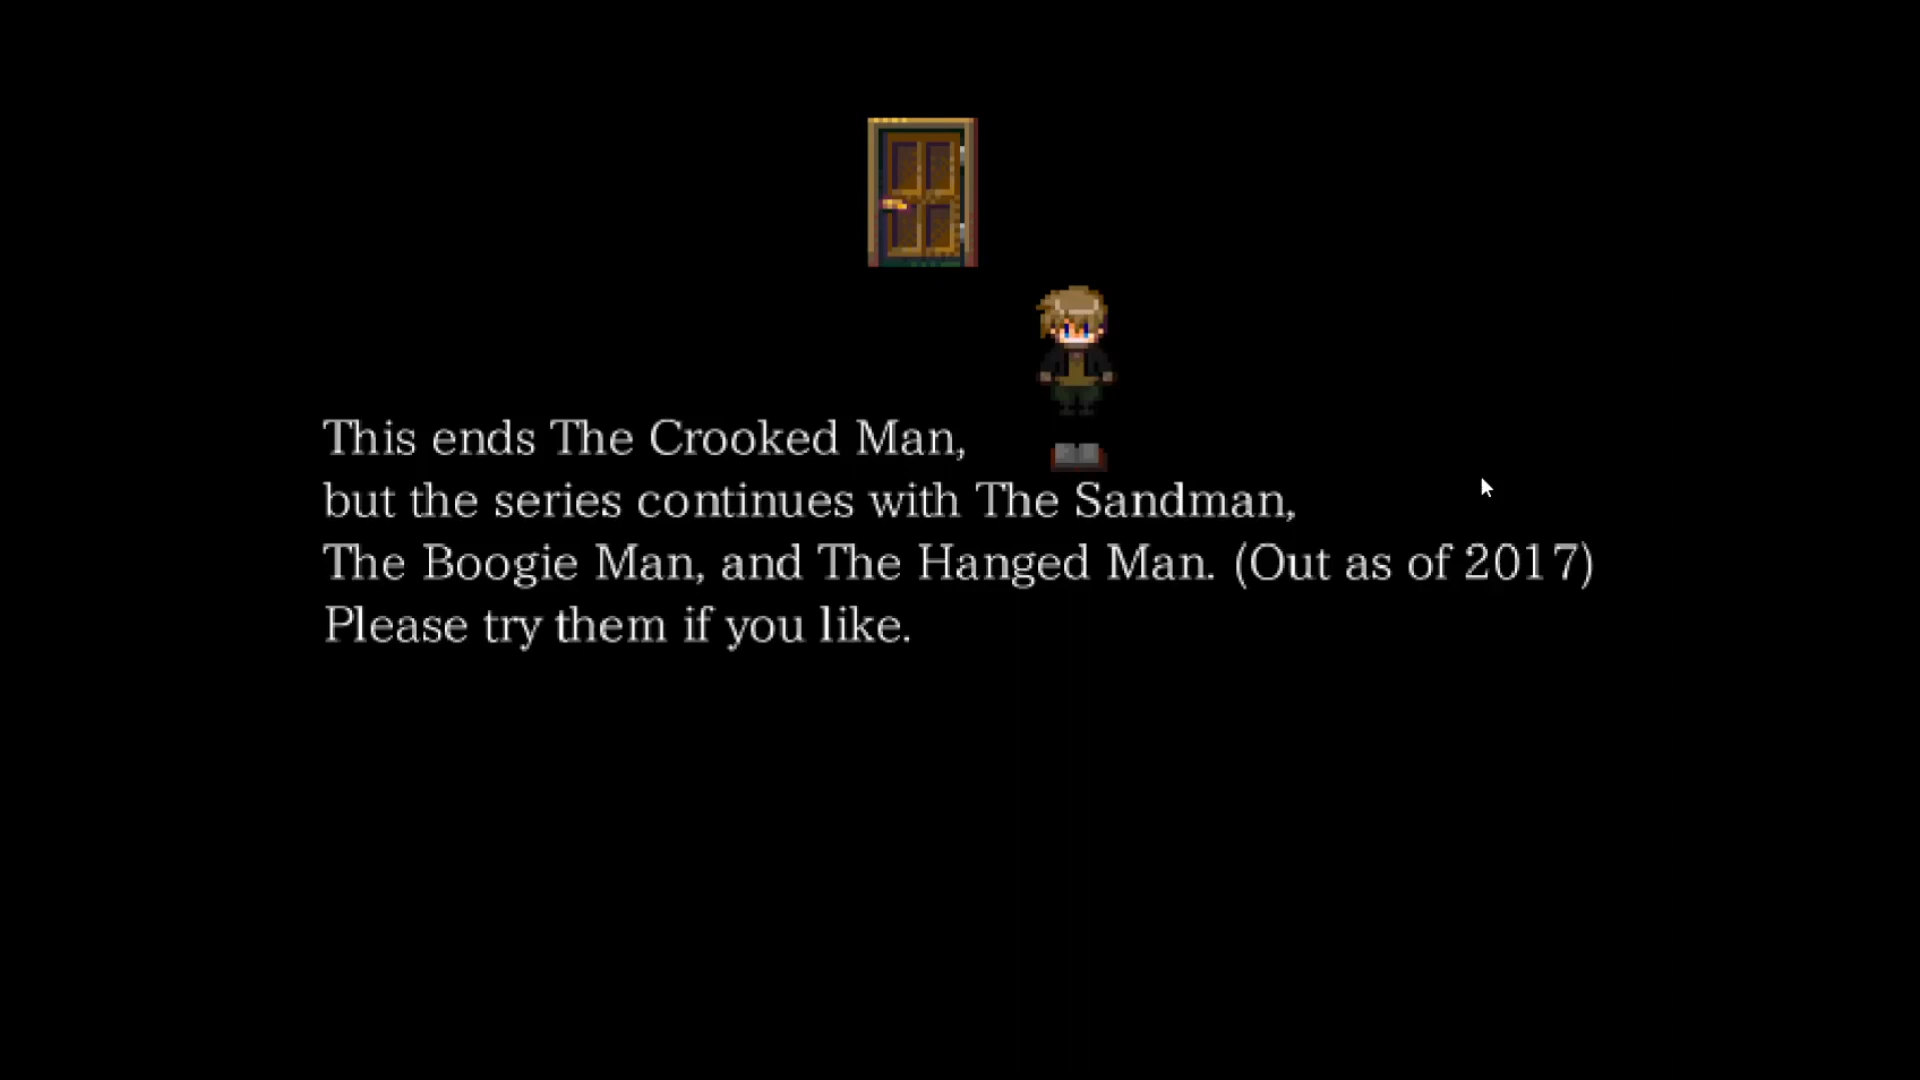 This ends The Crooked Man,
but the series continues with The Sandman,
The Boogie Man, and The Hanged Man. (Out as of 2017)
Please try them if you like.